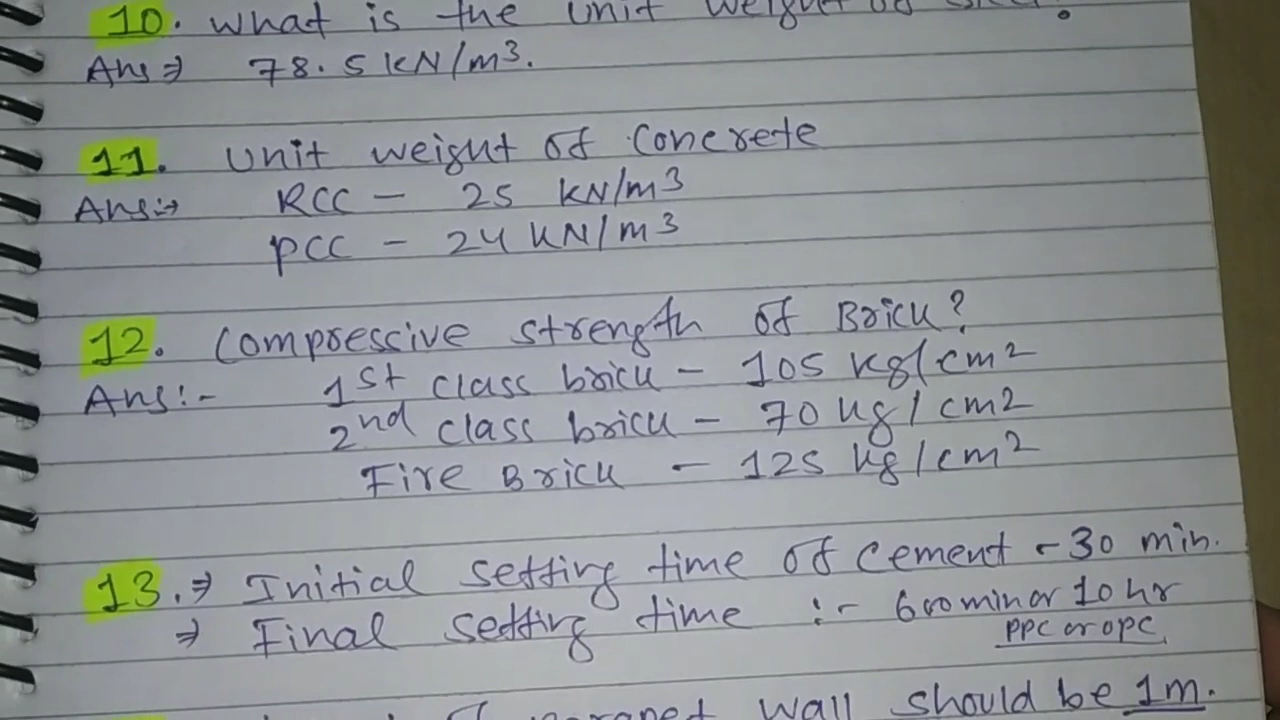 10. What is the unit weight of steel?
Ans ⇒ 78.5 kN/m³.
11. Unit weight of Concrete
Ans:→ RCC - 25 kN/m3
PCC - 24 kN/m3
12. Compressive strength of Brick?
Ans:- 1st class brick - 105 kg/cm2
2nd class brick - 70 kg/cm2
Fire Brick - 125 kg/cm2
13. ⇒ Initial setting time of cement - 30 min.
⇒ Final setting time :- 600 min or 10 hr
PPC or OPC
wall should be 1m.